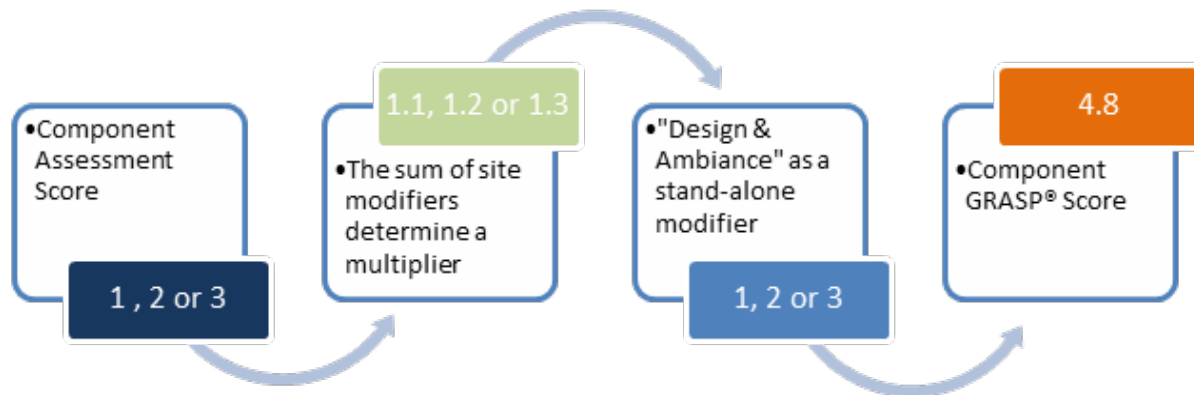 •Component
Assessment
Score
1 , 2 or 3
1.1, 1.2 or 1.3
•The sum of site
modifiers
determine a
multiplier
•"Design &
Ambiance" as a
stand-alone
modifier
1, 2 or 3
4.8
•Component
GRASP® Score